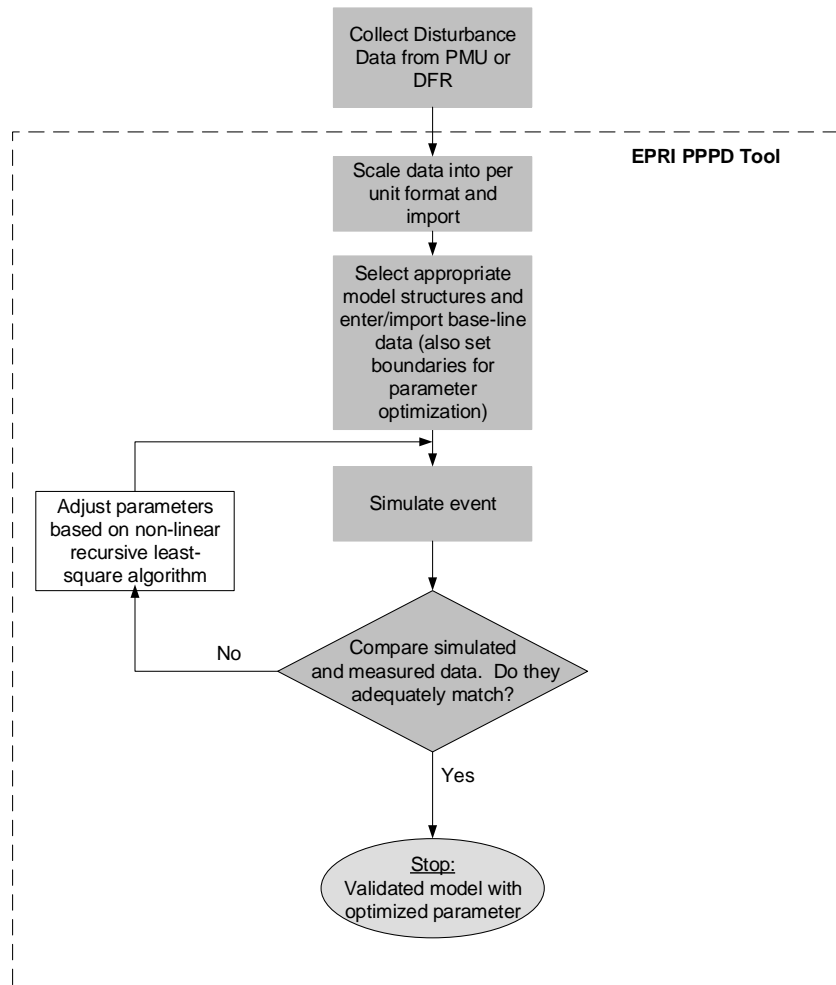 Collect Disturbance
Data from PMU or
DFR
EPRI PPPD Tool
Scale data into per
unit format and
import
Select appropriate
model structures and
enter/import base-line
data (also set
boundaries for
parameter
optimization)
Adjust parameters
based on non-linear
recursive least-
square algorithm
Simulate event
No
Compare simulated
and measured data.  Do they
adequately match?
Yes
Stop:
Validated model with
optimized parameter